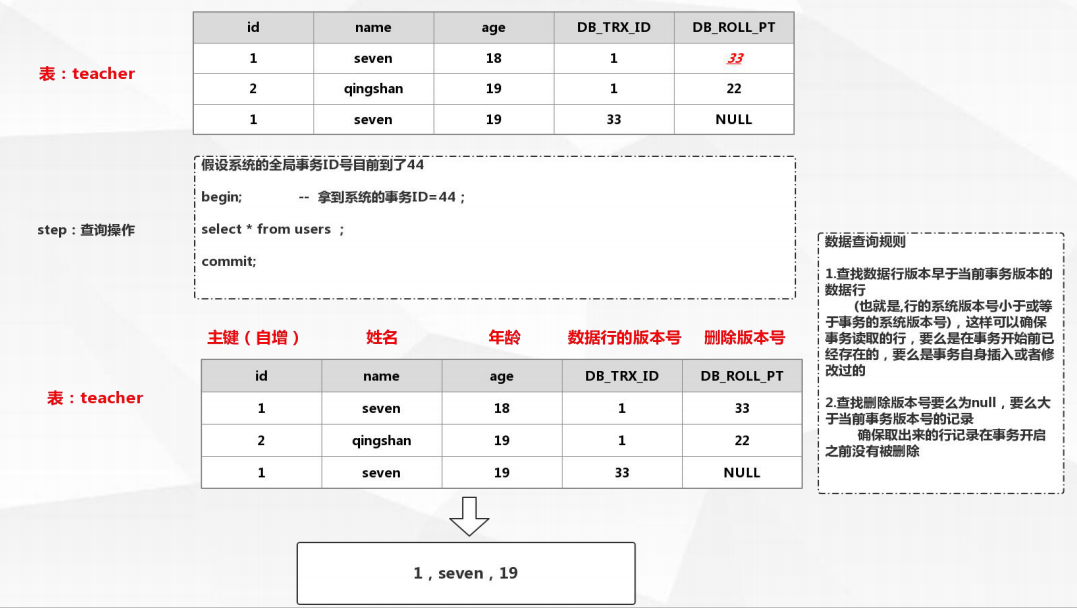 id name age DB_TRX_ID DB_ROLL_PT
1 seven 18 1 33
表：teacher
2 qingshan 19 1 22
1 seven 19 33 NULL
假设系统的全局事务ID号目前到了44
begin; -- 拿到系统的事务ID=44；
step：查询操作
select * from users ；
commit;
数据查询规则
1.查找数据行版本早于当前事务版本的
数据行
(也就是,行的系统版本号小于或等
于事务的系统版本号)，这样可以确保
事务读取的行，要么是在事务开始前已
经存在的，要么是事务自身插入或者修
改过的
2.查找删除版本号要么为null，要么大
于当前事务版本号的记录
确保取出来的行记录在事务开启
之前没有被删除
主键（自增） 姓名 年龄 数据行的版本号 删除版本号
id name age DB_TRX_ID DB_ROLL_PT
表：teacher
1 seven 18 1 33
2 qingshan 19 1 22
1 seven 19 33 NULL
1，seven，19